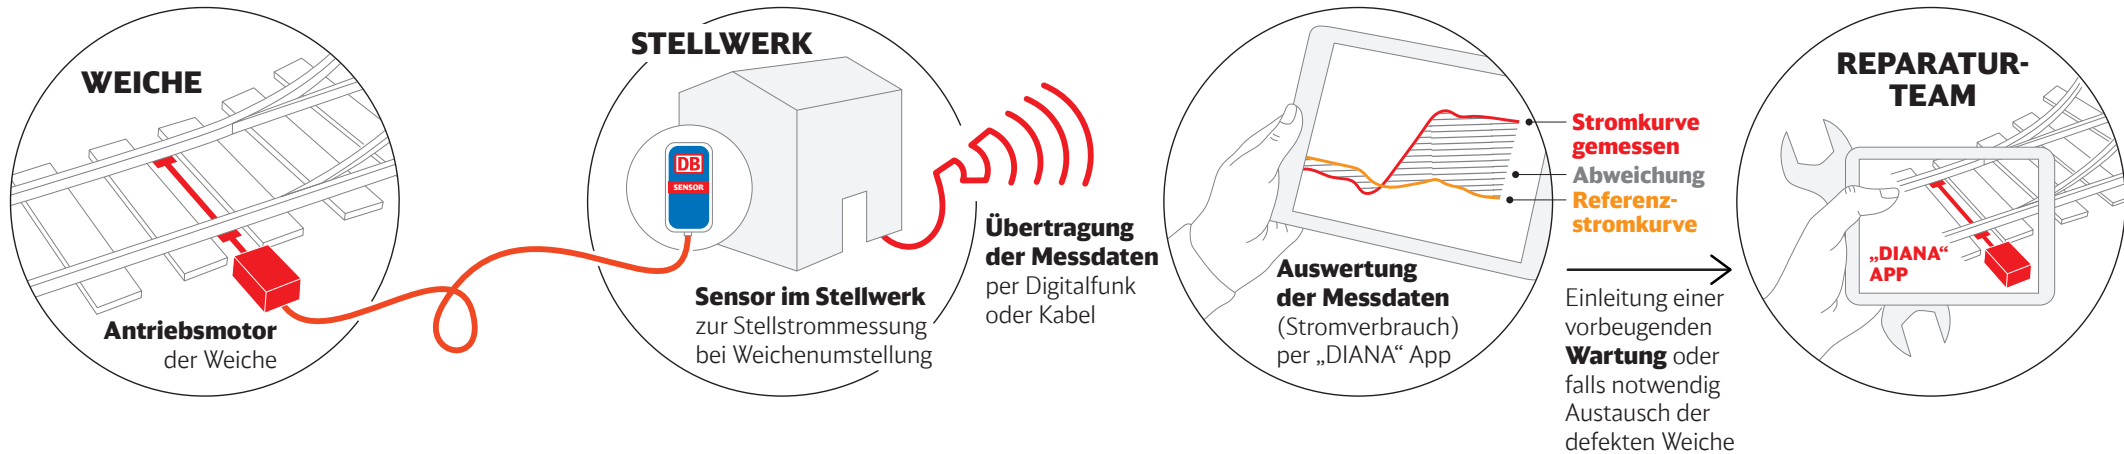 WEICHE
Antriebsmotor
der Weiche
STELLWERK
DB
SENSOR
Sensor im Stellwerk
zur Stellstrommessung
bei Weichenumstellung
Übertragung
der Messdaten
per Digitalfunk
oder Kabel
Auswertung
der Messdaten
(Stromverbrauch)
per „DIANA“ App
Stromkurve
gemessen
Abweichung
Referenz-
stromkurve
Einleitung einer
vorbeugenden
Wartung oder
falls notwendig
Austausch der
defekten Weiche
REPARATUR-
TEAM
„DIANA“
APP